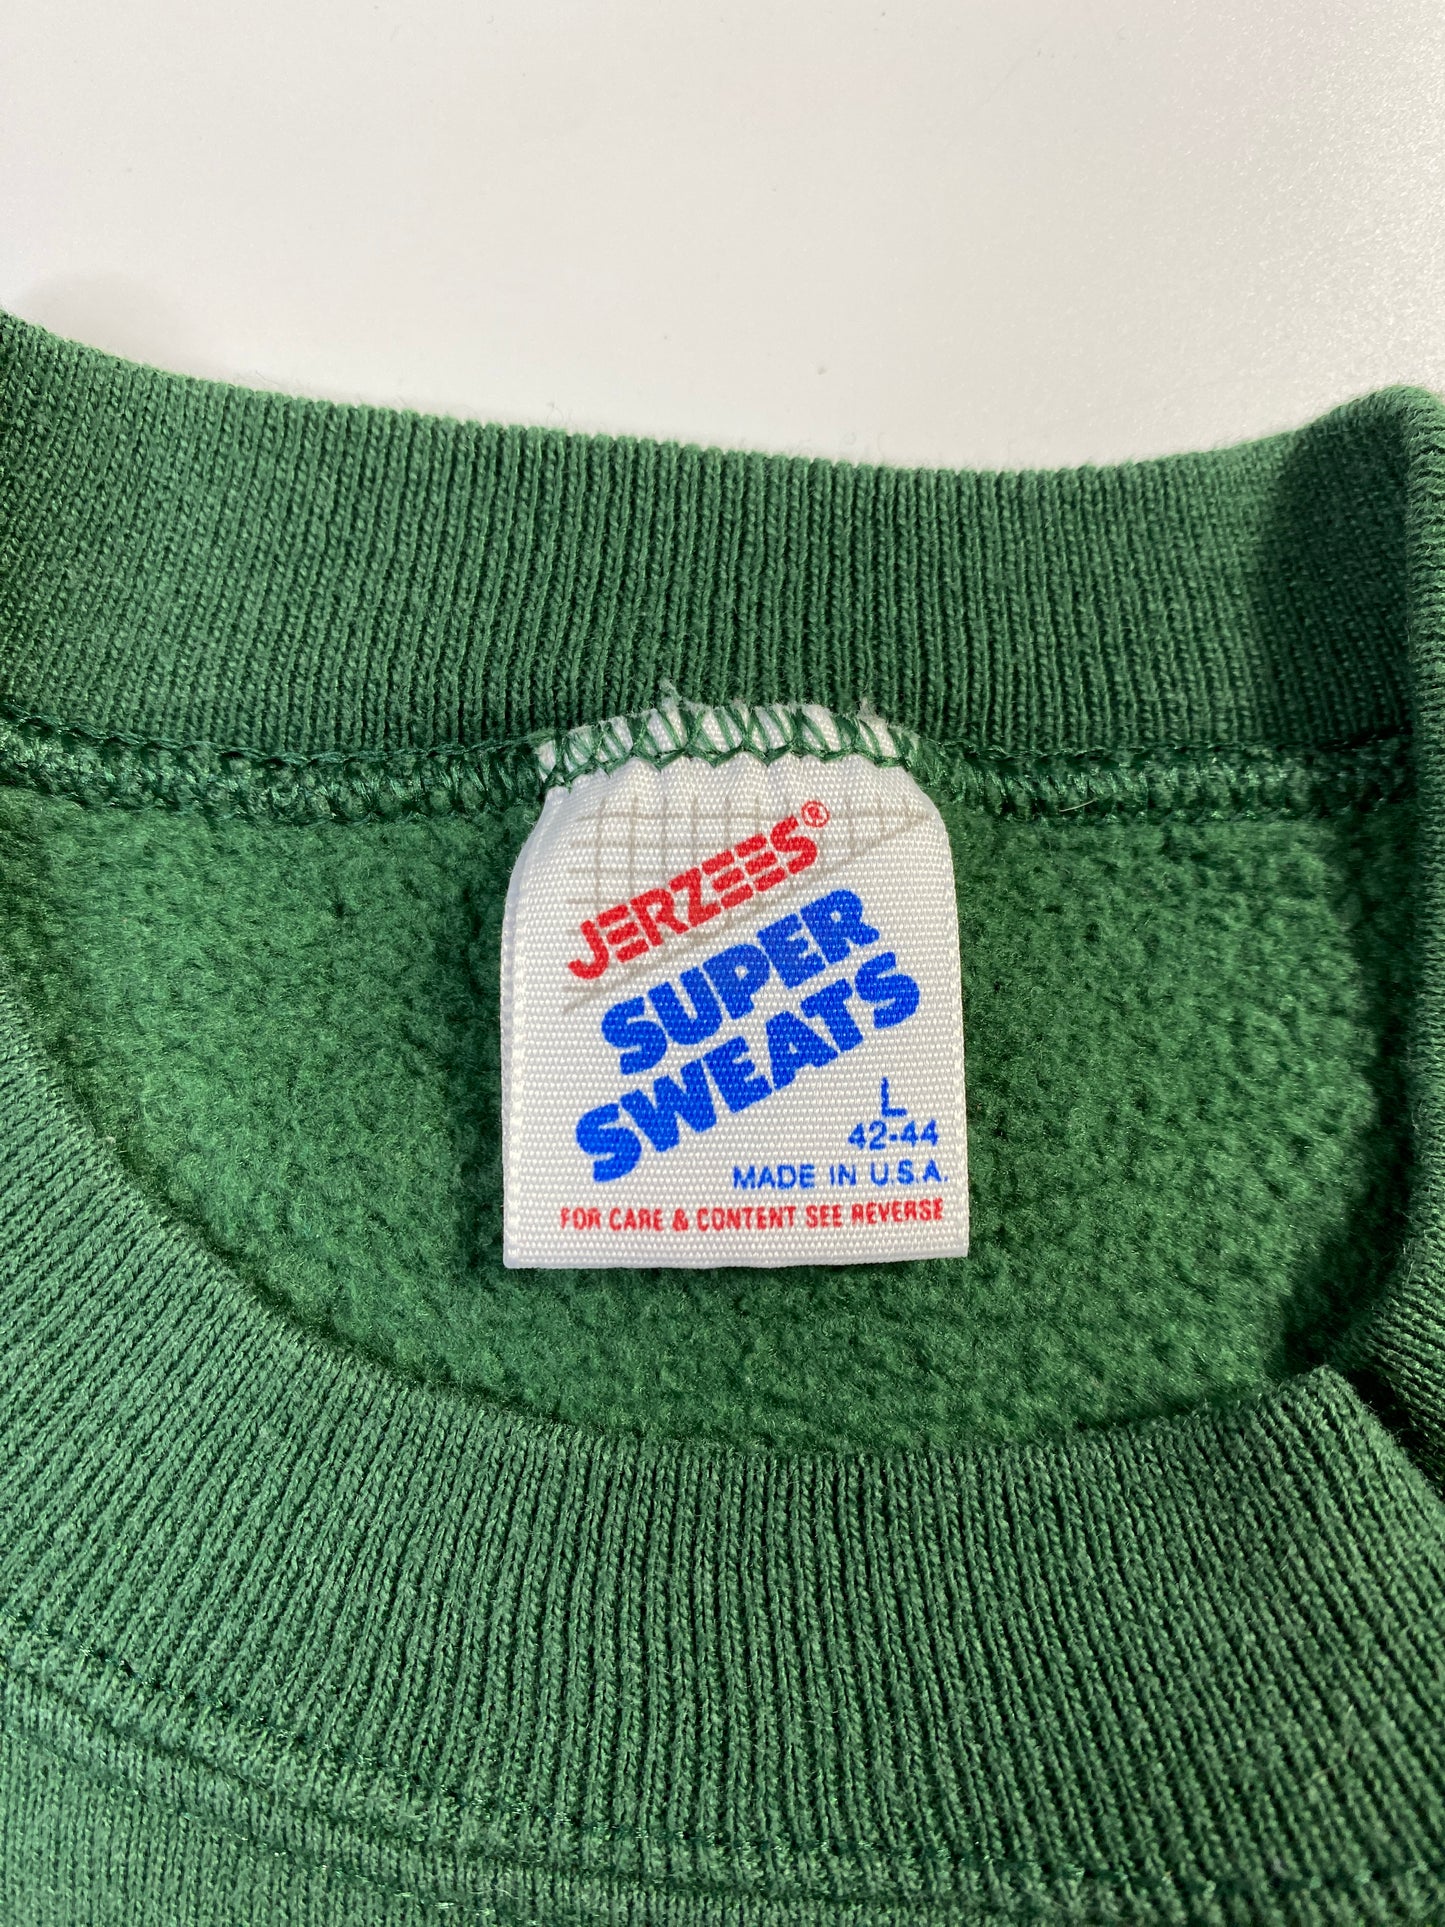 JERZEES®
SUPER
SWEATS
L
42-44
MADE IN U.S.A.
FOR CARE & CONTENT SEE REVERSE